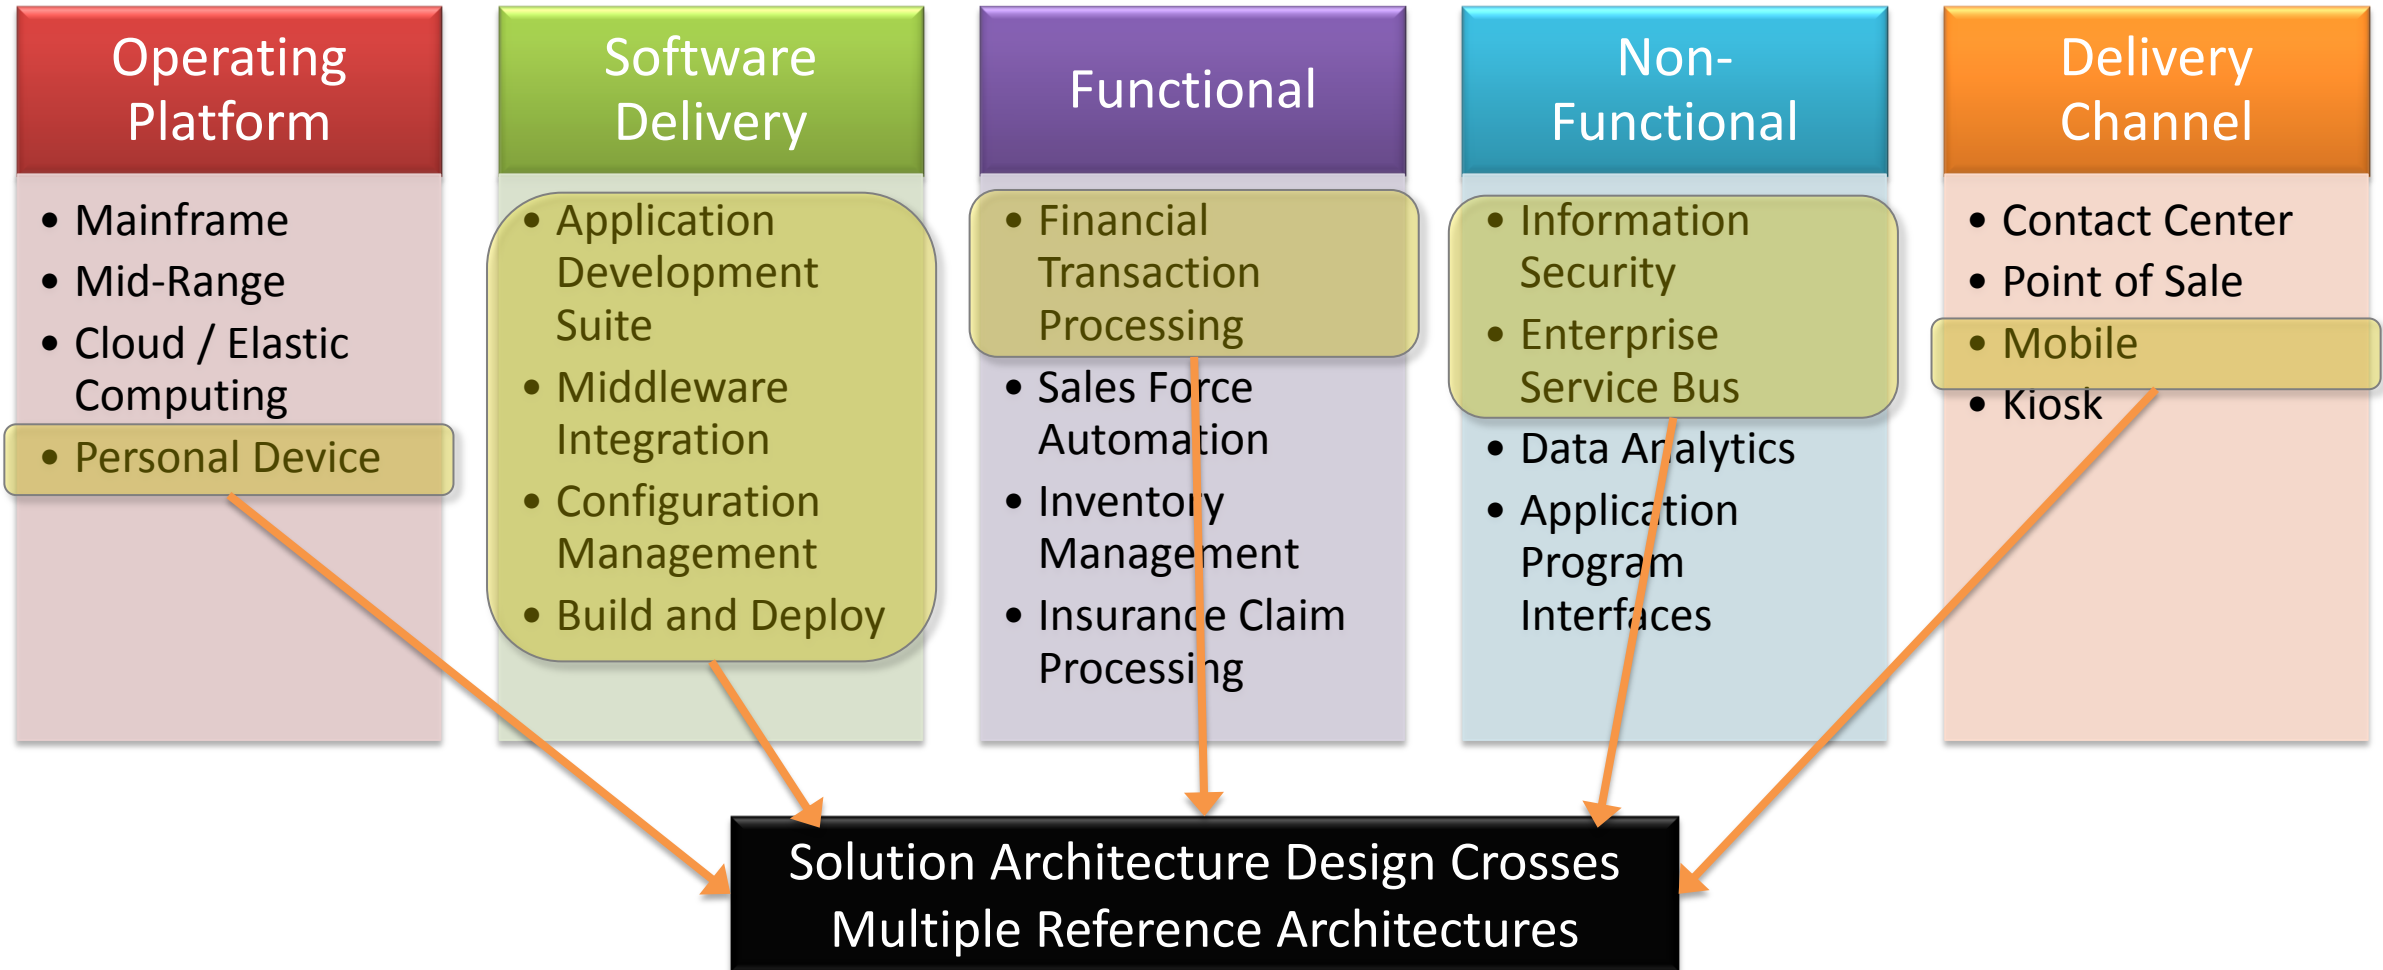 Operating
Platform
• Mainframe
• Mid-Range
• Cloud / Elastic
Computing
• Personal Device
Software
Delivery
• Application
Development
Suite
• Middleware
Integration
• Configuration
Management
• Build and Deploy
Functional
• Financial
Transaction
Processing
• Sales Force
Automation
• Inventory
Management
• Insurance Claim
Processing
Non-
Functional
• Information
Security
• Enterprise
Service Bus
• Data Analytics
• Application
Program
Interfaces
Delivery
Channel
• Contact Center
• Point of Sale
• Mobile
• Kiosk
Solution Architecture Design Crosses
Multiple Reference Architectures